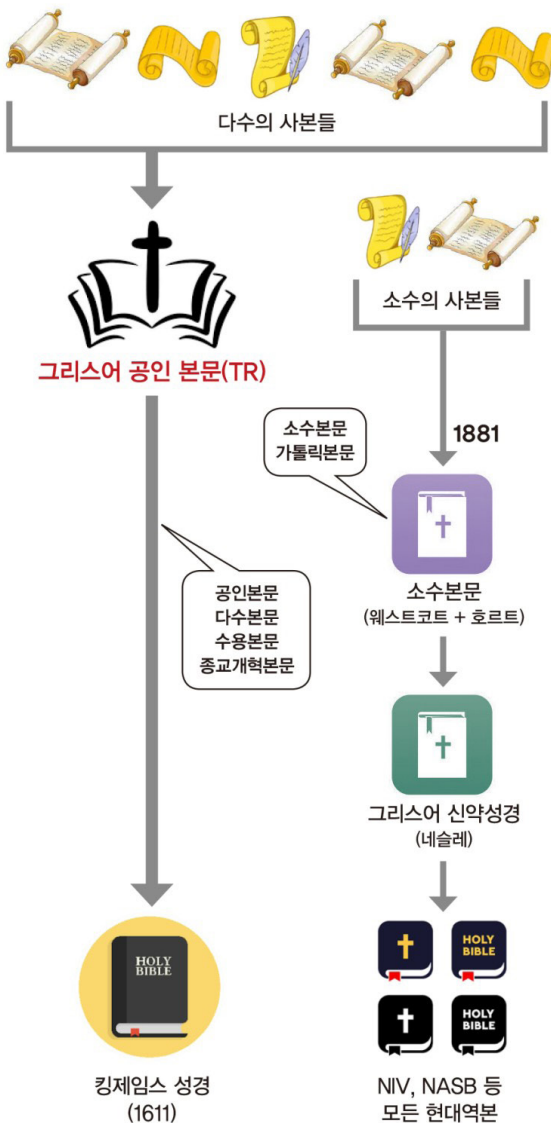 다수의 사본들
소수의 사본들
그리스어 공인 본문(TR)
소수본문
가톨릭본문
1881
소수본문
(웨스트코트 + 호르트)
공인본문
다수본문
수용본문
종교개혁본문
그리스어 신약성경
(네슬레)
HOLY
BIBLE
HOLY
BIBLE
HOLY
BIBLE
킹제임스 성경
(1611)
NIV, NASB 등
모든 현대역본